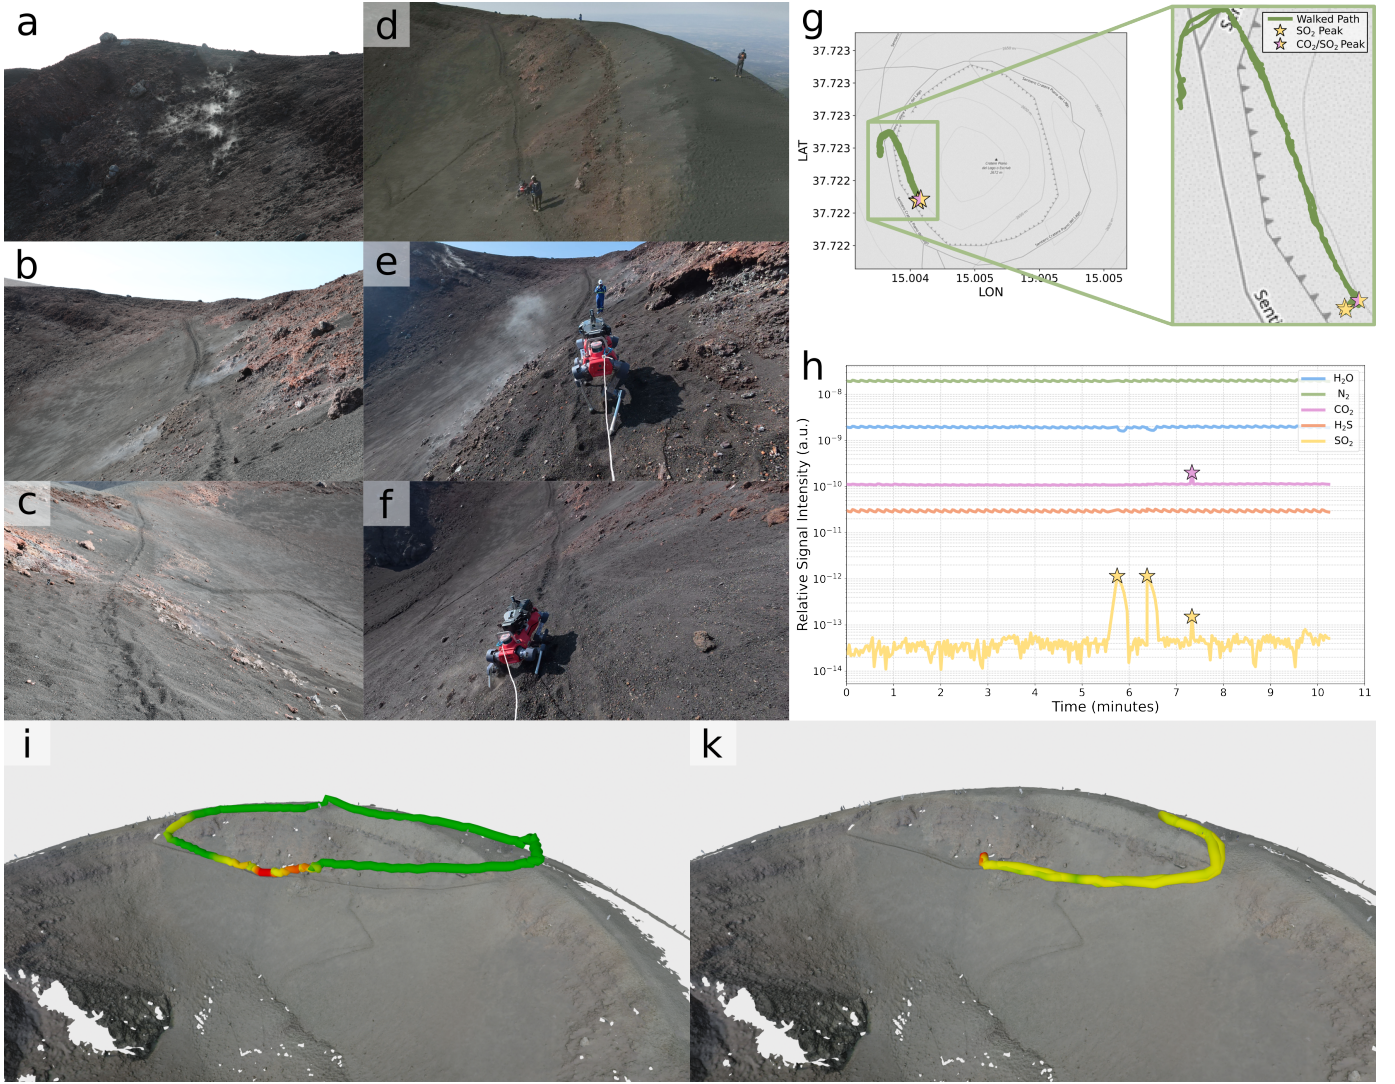 a
d
g
Walked Path
SO₂ Peak
CO₂/SO₂ Peak
37.723
37.723
37.723
37.723
37.722
37.722
37.722
LAT
15.004
15.005
15.005
15.005
LON
Senti
b
e
c
f
h
H₂O
N₂
CO₂
H₂S
SO₂
10⁻⁸
10⁻⁹
10⁻¹⁰
10⁻¹¹
10⁻¹²
10⁻¹³
10⁻¹⁴
Relative Signal Intensity (a.u.)
0 1 2 3 4 5 6 7 8 9 10 11
Time (minutes)
i
k